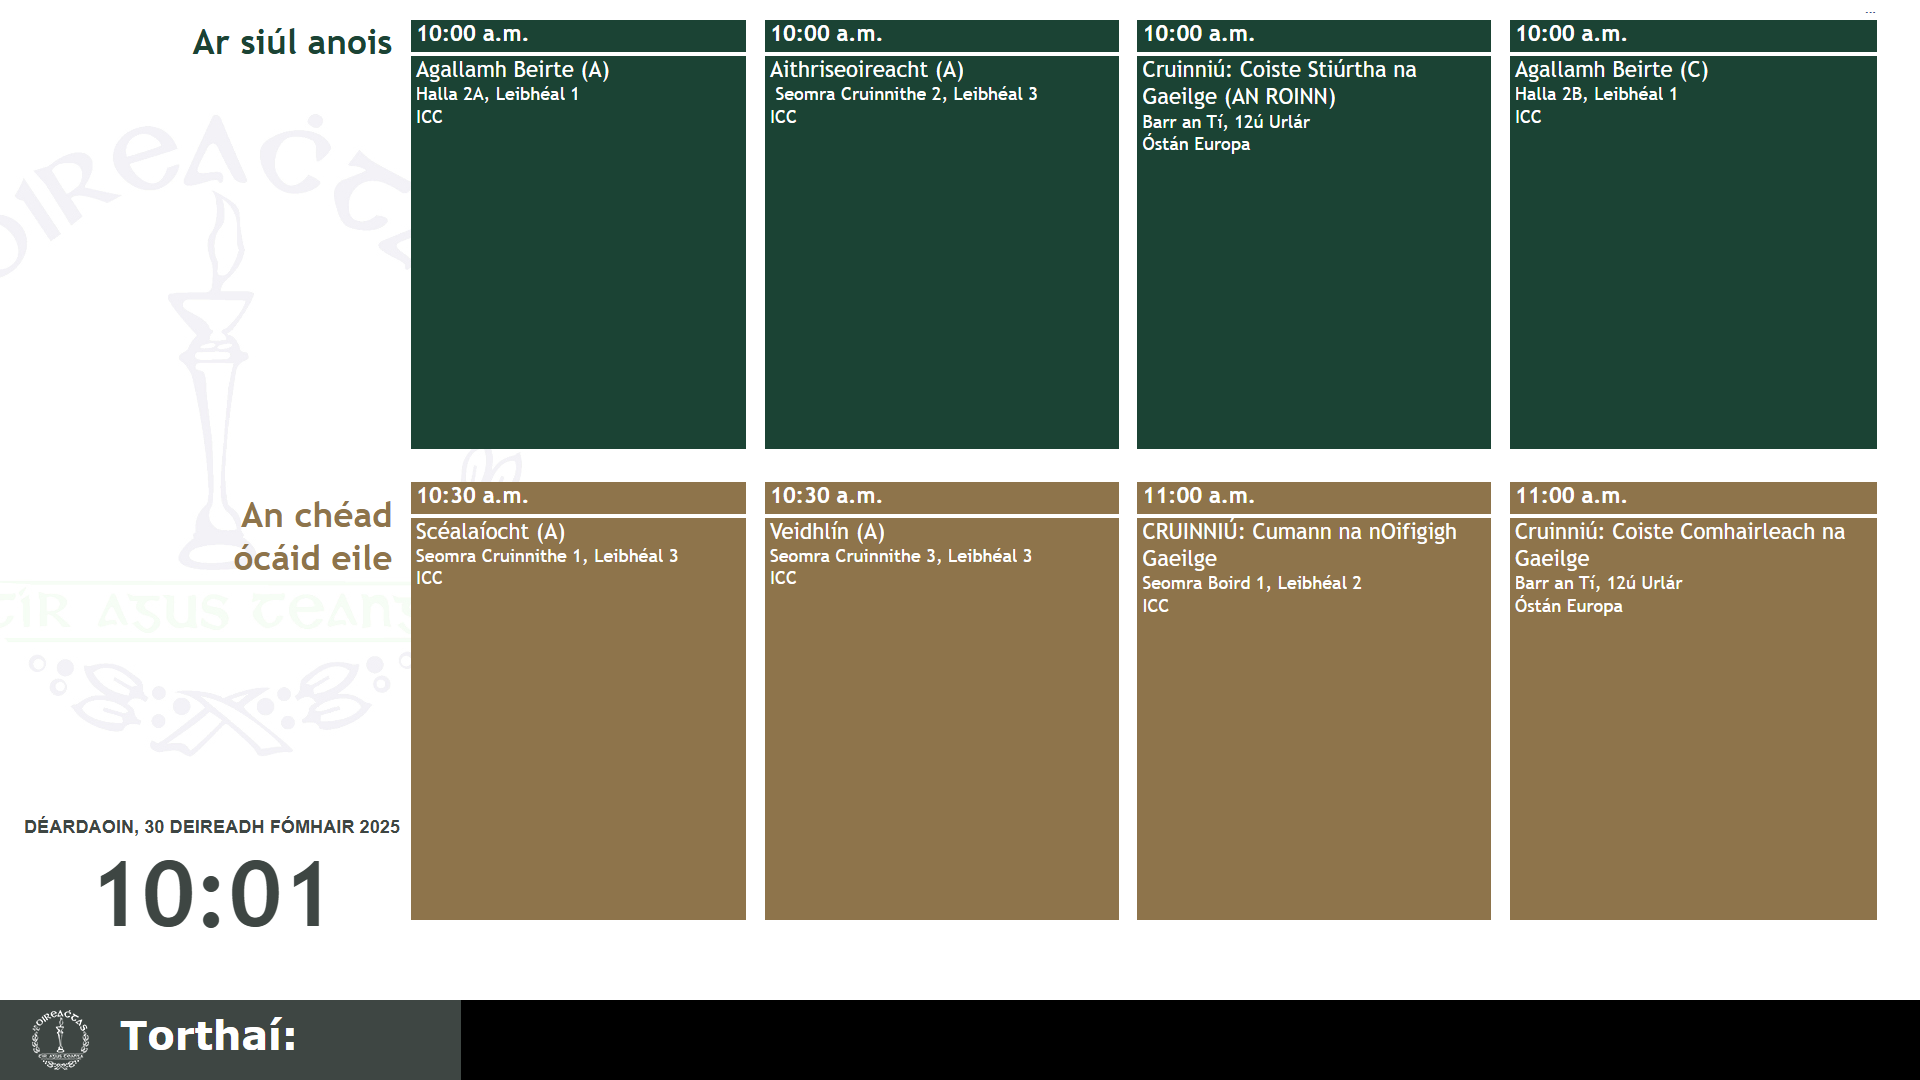 Ar siúl anois
10:00 a.m.
Agallamh Beirte (A)
Halla 2A, Leibhéal 1
ICC
10:00 a.m.
Aithriseoireacht (A)
Seomra Cruinnithe 2, Leibhéal 3
ICC
10:00 a.m.
Cruinniú: Coiste Stiúrtha na
Gaeilge (AN ROINN)
Barr an Tí, 12ú Urlár
Óstán Europa
...
10:00 a.m.
Agallamh Beirte (C)
Halla 2B, Leibhéal 1
ICC
An chéad
ócáid eile
10:30 a.m.
Scéalaíocht (A)
Seomra Cruinnithe 1, Leibhéal 3
ICC
10:30 a.m.
Veidhlín (A)
Seomra Cruinnithe 3, Leibhéal 3
ICC
11:00 a.m.
CRUINNIÚ: Cumann na nOifigigh
Gaeilge
Seomra Boird 1, Leibhéal 2
ICC
11:00 a.m.
Cruinniú: Coiste Comhairleach na
Gaeilge
Barr an Tí, 12ú Urlár
Óstán Europa
DÉARDAOIN, 30 DEIREADH FÓMHAIR 2025
10:01
OIREAĊTAS
TÍR AGUS TEANGA
Torthaí: